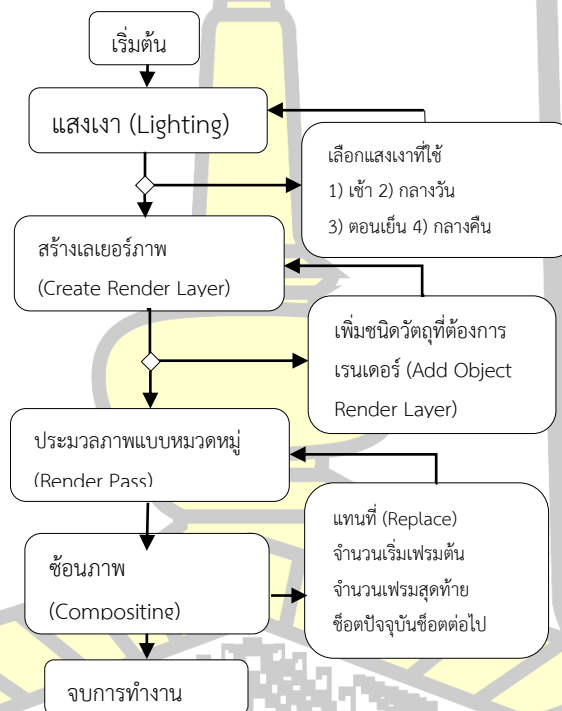 เริ่มต้น
แสงเงา (Lighting)
เลือกแสงเงาที่ใช้
1) เช้า 2) กลางวัน
3) ตอนเย็น 4) กลางคืน
สร้างเลเยอร์ภาพ
(Create Render Layer)
เพิ่มชนิดวัตถุที่ต้องการ
เรนเดอร์ (Add Object
Render Layer)
ประมวลภาพแบบหมวดหมู่
(Render Pass)
แทนที่ (Replace)
จำนวนเริ่มเฟรมต้น
จำนวนเฟรมสุดท้าย
ช็อตปัจจุบันช็อตต่อไป
ซ้อนภาพ
(Compositing)
จบการทำงาน